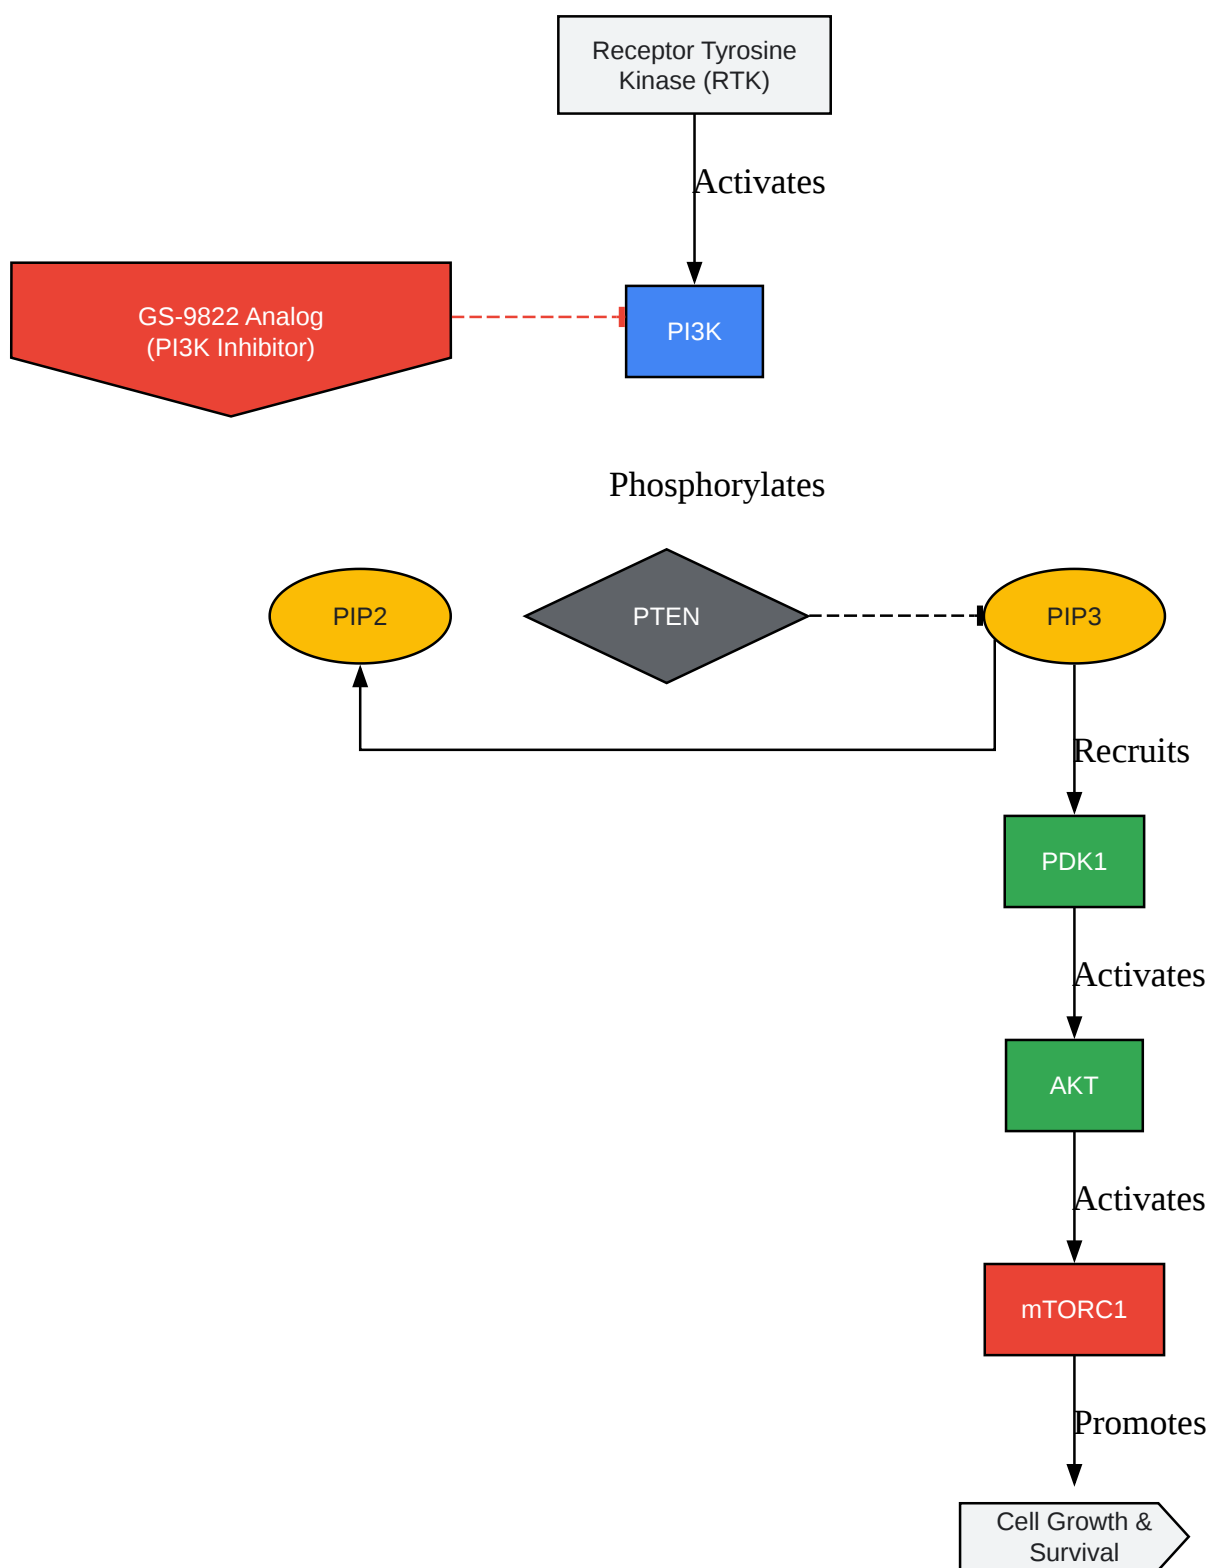 Receptor Tyrosine
Kinase (RTK)
Activates
GS-9822 Analog
(PI3K Inhibitor)
PI3K
Phosphorylates
PIP2
PTEN
PIP3
Recruits
PDK1
Activates
AKT
Activates
mTORC1
Promotes
Cell Growth &
Survival